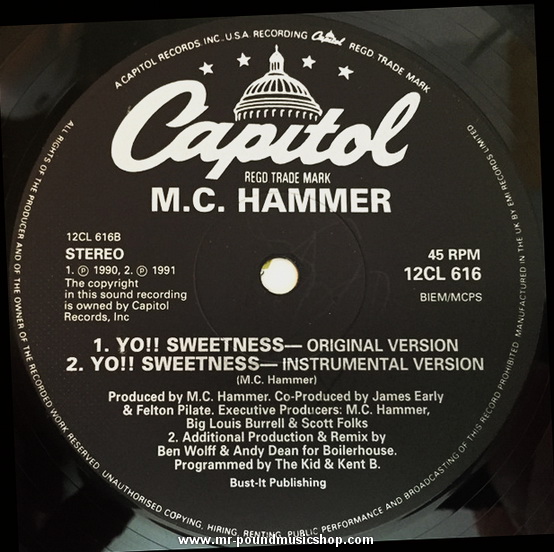 A CAPITOL RECORDS, INC., U.S.A. RECORDING Capitol REGD. TRADE MARK
Capitol
REGD TRADE MARK
M.C. HAMMER
12CL 616B
STEREO
1. ℗ 1990, 2. ℗ 1991
The copyright
in this sound recording
is owned by Capitol
Records, Inc
45 RPM
12CL 616
BIEM/MCPS
1. YO!! SWEETNESS— ORIGINAL VERSION
2. YO!! SWEETNESS— INSTRUMENTAL VERSION
(M.C. Hammer)
Produced by M.C. Hammer. Co-Produced by James Early
& Felton Pilate. Executive Producers: M.C. Hammer,
Big Louis Burrell & Scott Folks
2. Additional Production & Remix by
Ben Wolff & Andy Dean for Boilerhouse.
Programmed by The Kid & Kent B.
Bust-It Publishing
ALL RIGHTS OF THE PRODUCER AND OF THE OWNER OF THE RECORDED WORK RESERVED. UNAUTHORISED COPYING, HIRING, RENTING, PUBLIC PERFORMANCE AND BROADCASTING OF THIS RECORD PROHIBITED. MANUFACTURED IN THE UK BY EMI RECORDS LIMITED
www.mr-poundmusicshop.com